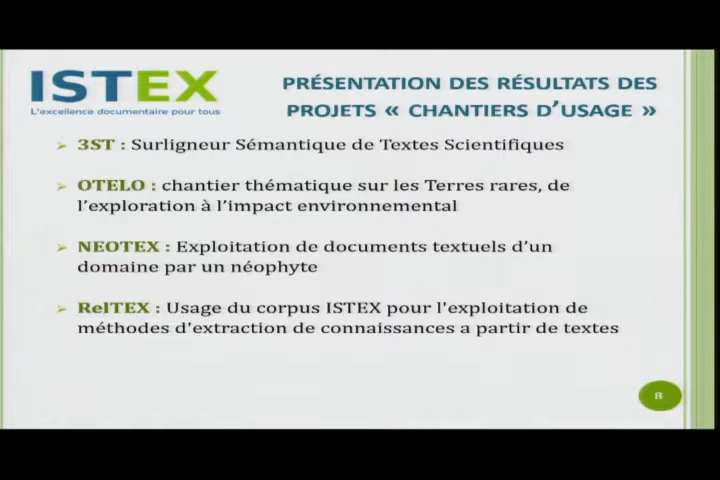 ISTEX
L'excellence documentaire pour tous
PRÉSENTATION DES RÉSULTATS DES
PROJETS « CHANTIERS D'USAGE »
➢ 3ST : Surligneur Sémantique de Textes Scientifiques
➢ OTELO : chantier thématique sur les Terres rares, de
l'exploration à l'impact environnemental
➢ NEOTEX : Exploitation de documents textuels d'un
domaine par un néophyte
➢ RelTEX : Usage du corpus ISTEX pour l'exploitation de
méthodes d'extraction de connaissances a partir de textes
8